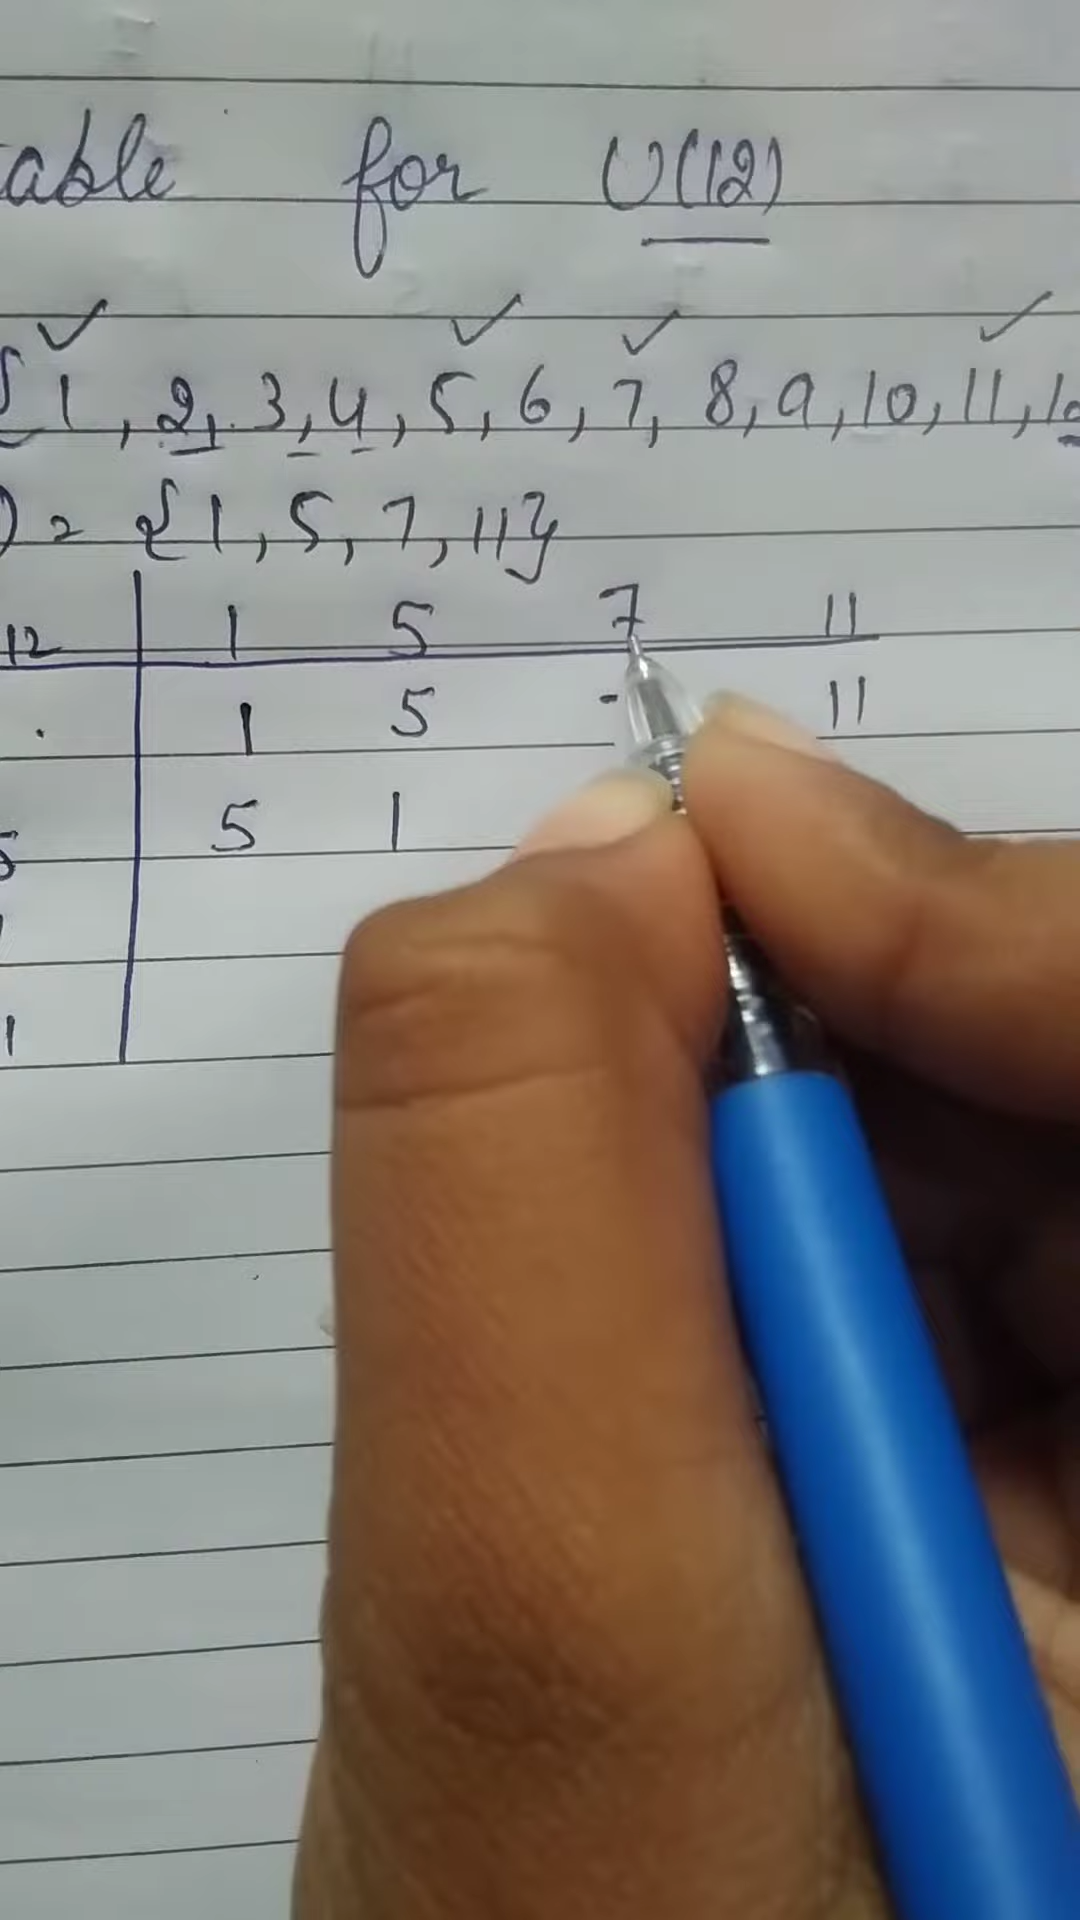 able for U(12)
{1, 2, 3, 4, 5, 6, 7, 8, 9, 10, 11, 12
) = {1, 5, 7, 11}
12 1 5 7 11
1 5 11
5 5 1
1